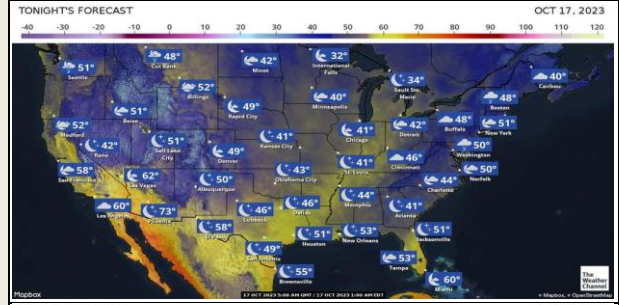 TONIGHT'S FORECAST
OCT 17, 2023
-40 -30 -20 -10 0 10 20 30 40 50 60 70 80 90 100 110 120
51° Seattle
48° Cut Bank
42° Minot
32° International Falls
34° Sault Ste Marie
40° Caribou
52° Billings
40° Minneapolis
48° Boston
52° Medford
51° Boise
49° Rapid City
42° Detroit
48° Buffalo
51° New York
42° Reno
51° Salt Lake City
49° Denver
41° Kansas City
41° Chicago
50° Washington
58° San Francisco
62° Las Vegas
50° Albuquerque
43° Oklahoma City
41° St. Louis
46° Cincinnati
50° Norfolk
60° Los Angeles
73° Phoenix
58°
46° Lubbock
46° Dallas
44° Memphis
44° Charlotte
41° Atlanta
49° San Antonio
51° Houston
53° New Orleans
51° Jacksonville
55° Brownsville
53° Tampa
60° Miami
The
Weather
Channel
Mapbox
17 OCT 2023 5:00 AM GMT / 17 OCT 2023 1:00 AM EDT
© Mapbox, © OpenStreetMap